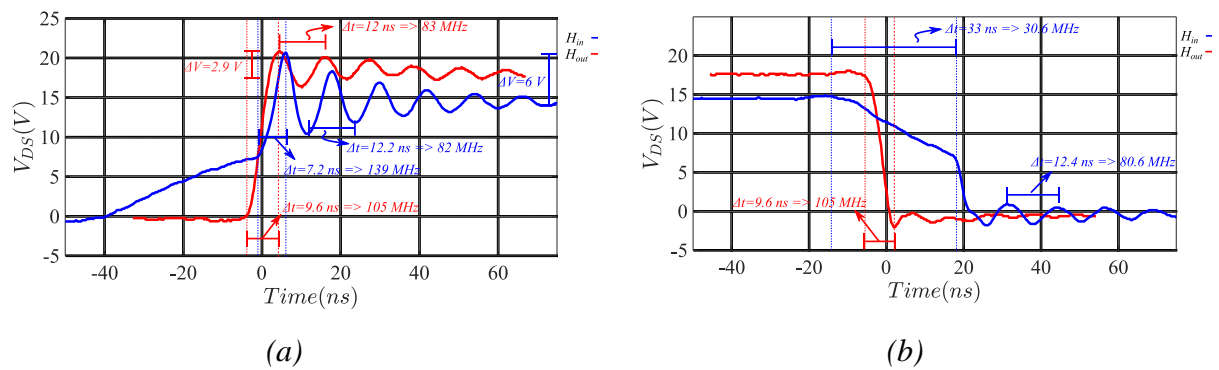 25
20
15
10
5
0
-5
-40
-20
0
20
40
60
V_DS(V)
Time(ns)
Δt=12 ns => 83 MHz
ΔV=2.9 V
ΔV=6 V
Δt=12.2 ns => 82 MHz
Δt=7.2 ns => 139 MHz
Δt=9.6 ns => 105 MHz
H_in
H_out
(a)
20
15
10
5
0
-5
-40
-20
0
20
40
60
V_DS(V)
Time(ns)
Δt=33 ns => 30.6 MHz
Δt=12.4 ns => 80.6 MHz
Δt=9.6 ns => 105 MHz
H_in
H_out
(b)